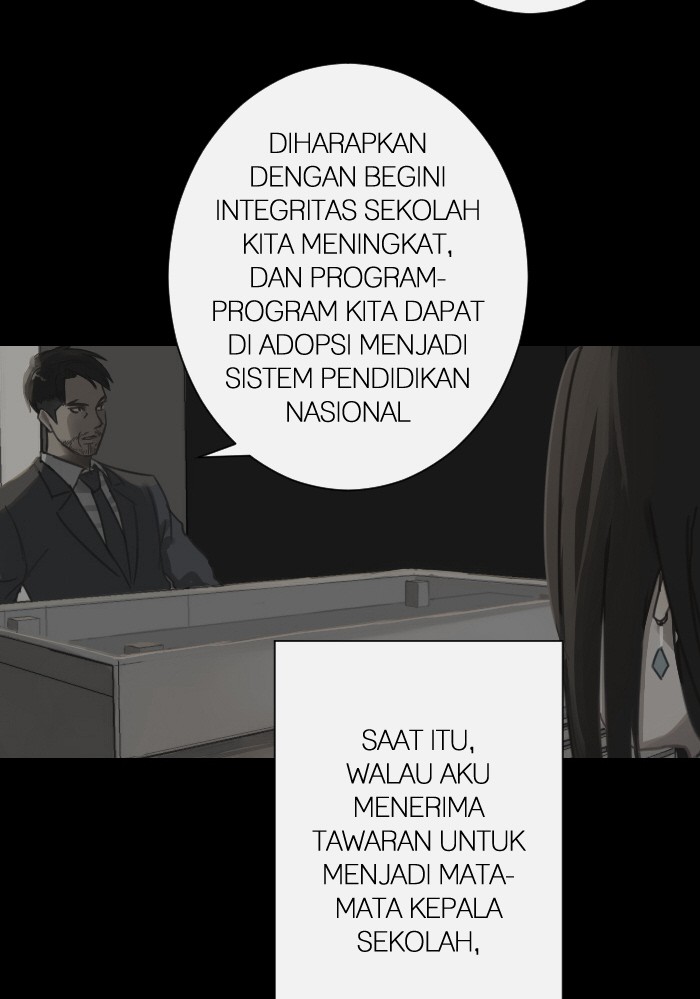 DIHARAPKAN
DENGAN BEGINI
INTEGRITAS SEKOLAH
KITA MENINGKAT,
DAN PROGRAM-
PROGRAM KITA DAPAT
DI ADOPSI MENJADI
SISTEM PENDIDIKAN
NASIONAL
SAAT ITU,
WALAU AKU
MENERIMA
TAWARAN UNTUK
MENJADI MATA-
MATA KEPALA
SEKOLAH,